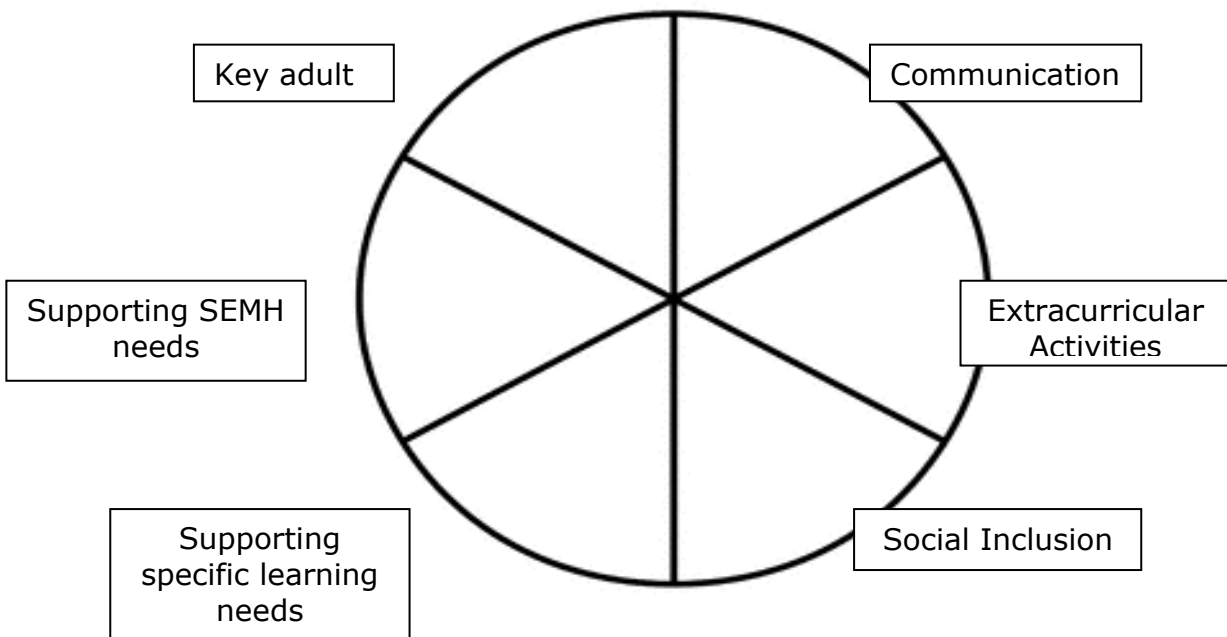 Key adult
Communication
Supporting SEMH
needs
Extracurricular
Activities
Supporting
specific learning
needs
Social Inclusion